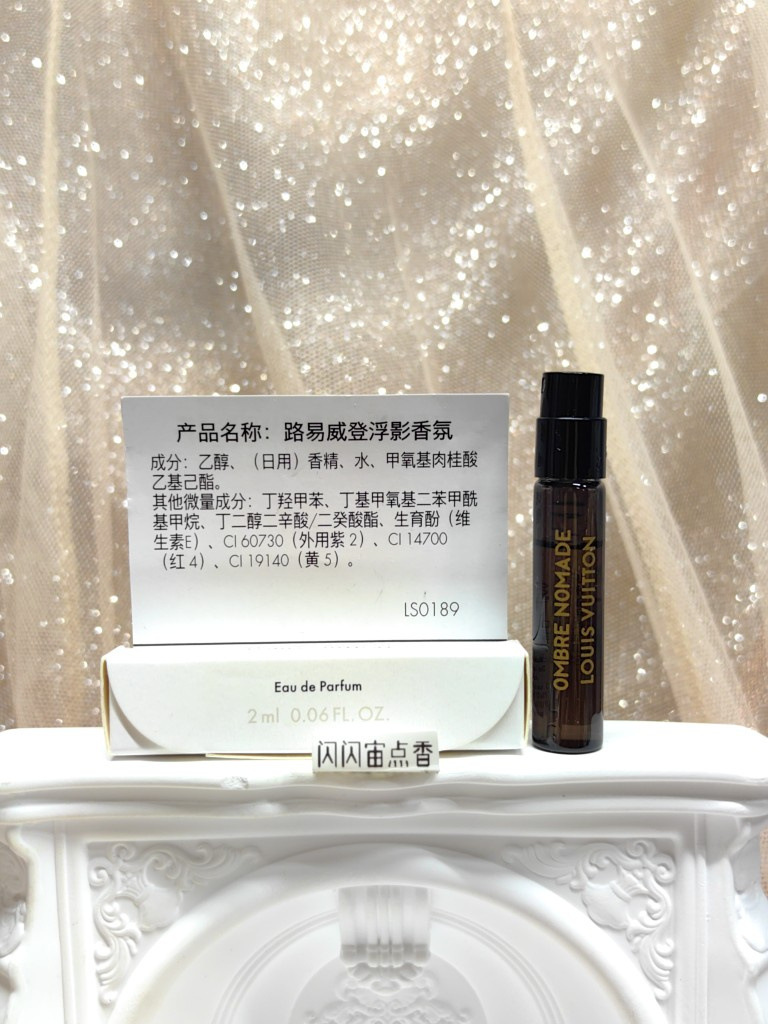 产品名称：路易威登浮影香氛
成分：乙醇、（日用）香精、水、甲氧基肉桂酸
乙基己酯。
其他微量成分：丁羟甲苯、丁基甲氧基二苯甲酰
基甲烷、丁二醇二辛酸/二癸酸酯、生育酚（维
生素E）、CI 60730（外用紫 2）、CI 14700
（红 4）、CI 19140（黄 5）。
LS0189
Eau de Parfum
2 ml 0.06 FL. OZ.
闪闪宙点香
OMBRE NOMADE
LOUIS VUITTON